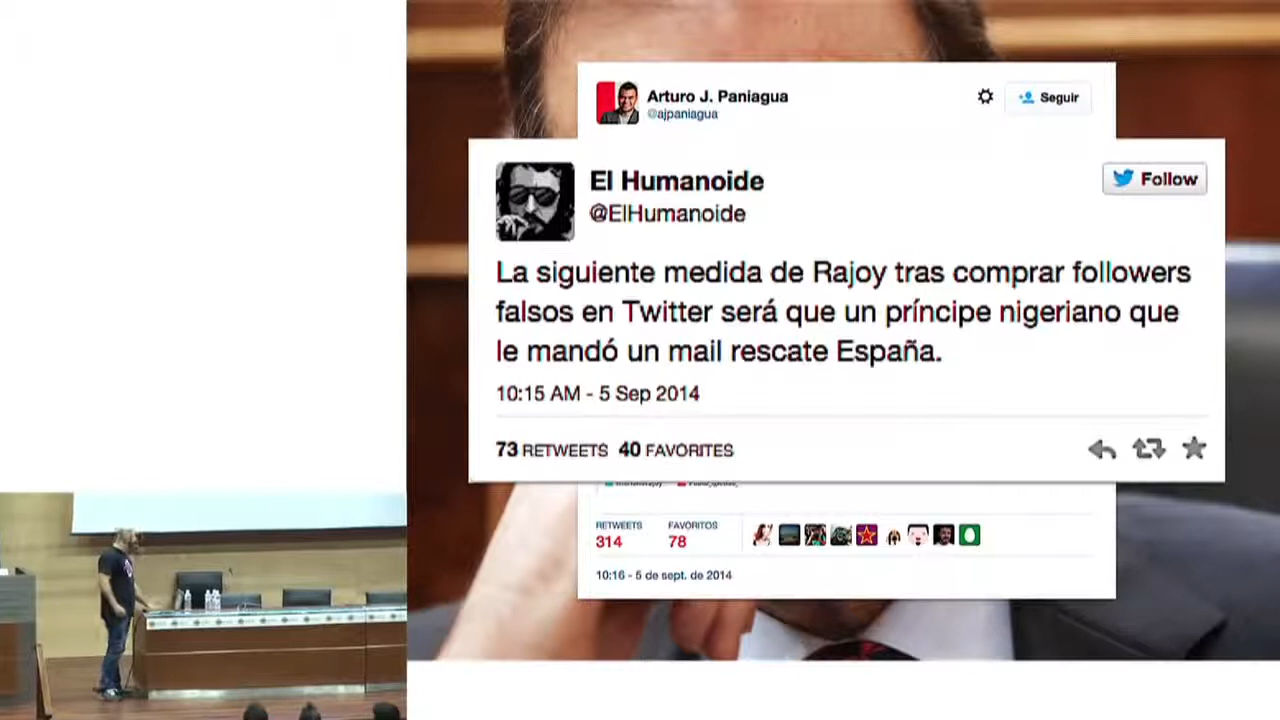 Arturo J. Paniagua
@ajpaniagua
Seguir
El Humanoide
@ElHumanoide
Follow
La siguiente medida de Rajoy tras comprar followers
falsos en Twitter será que un príncipe nigeriano que
le mandó un mail rescate España.
10:15 AM - 5 Sep 2014
73 RETWEETS 40 FAVORITES
RETWEETS FAVORITOS
314 78
10:16 - 5 de sept. de 2014